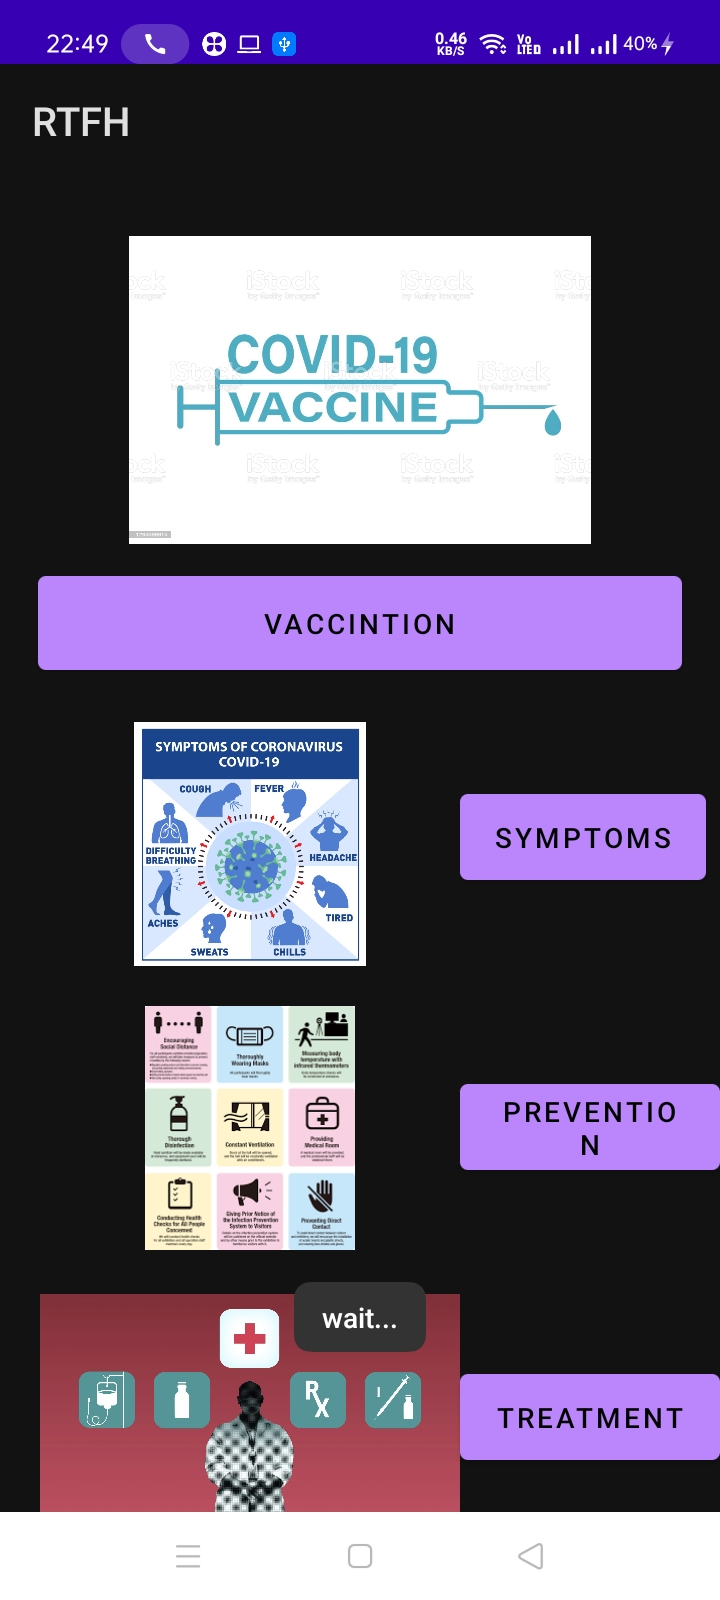 22:49
0.46
KB/S
Vo
LTE
40%
RTFH
iStock
by Getty Images
COVID-19
VACCINE
VACCINTION
SYMPTOMS OF CORONAVIRUS
COVID-19
COUGH
FEVER
DIFFICULTY
BREATHING
HEADACHE
ACHES
TIRED
SWEATS
CHILLS
SYMPTOMS
Encouraging
Social Distance
Thoroughly
Wearing Masks
Measuring body
temperature with
infrared thermometers
Thorough
Disinfection
Constant Ventilation
Providing
Medical Room
Conducting Health
Checks for All People
Concerned
Giving Prior Notice of
the Infection Prevention
System to Visitors
Preventing Direct
Contact
PREVENTIO
N
wait...
Rx
TREATMENT